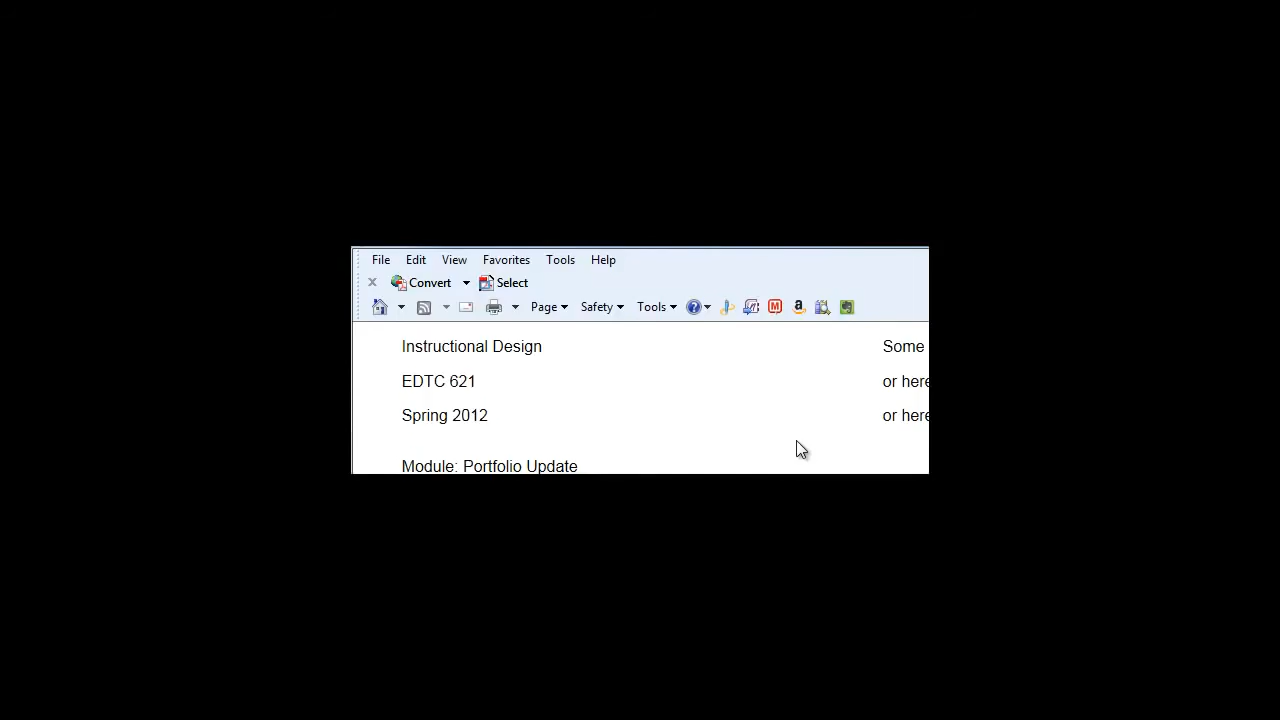 File Edit View Favorites Tools Help
x Convert Select
Page Safety Tools
Instructional Design Some
EDTC 621 or here
Spring 2012 or here
Module: Portfolio Update